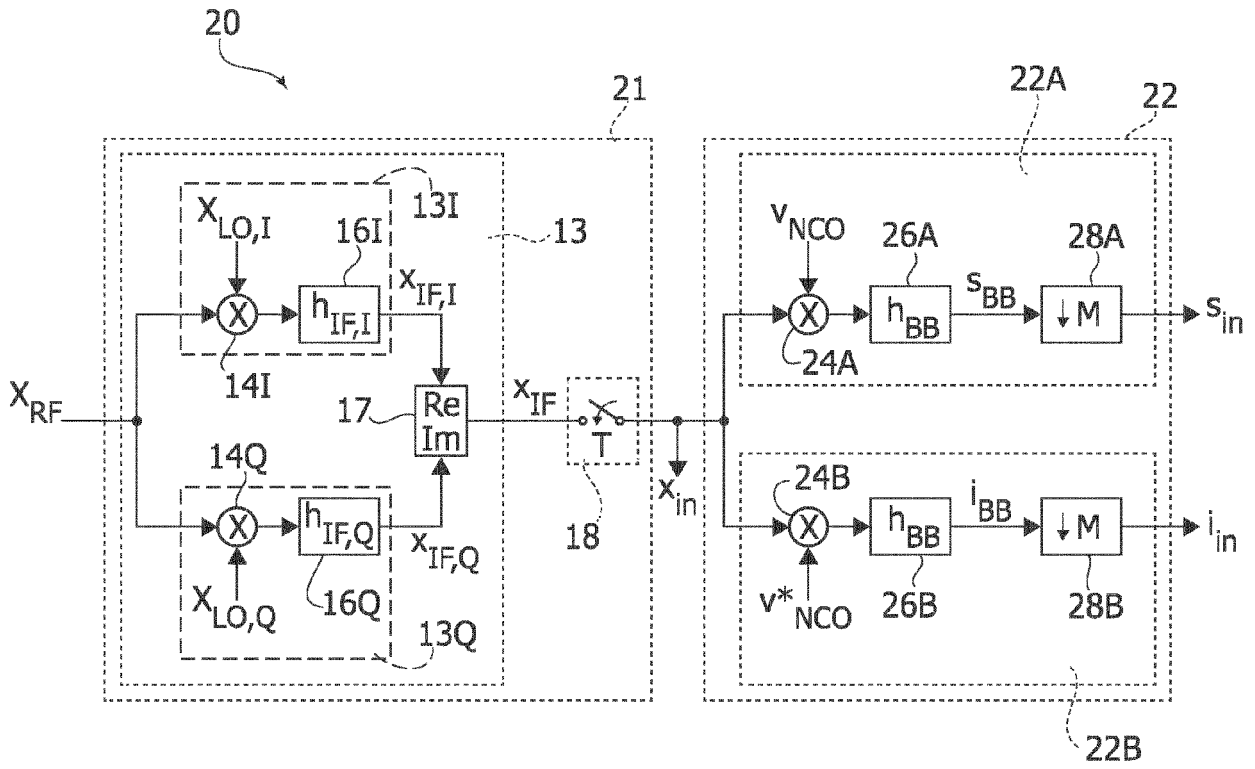 20
21
22A
22
X_LO,I
13I
16I
13
x_IF,I
X
h_IF,I
14I
v_NCO
26A
28A
X
h_BB
s_BB
↓ M
s_in
24A
X_RF
17
Re
Im
x_IF
T
x_in
18
14Q
X
h_IF,Q
x_IF,Q
X_LO,Q
16Q
13Q
24B
X
h_BB
i_BB
↓ M
i_in
v*_NCO
26B
28B
22B